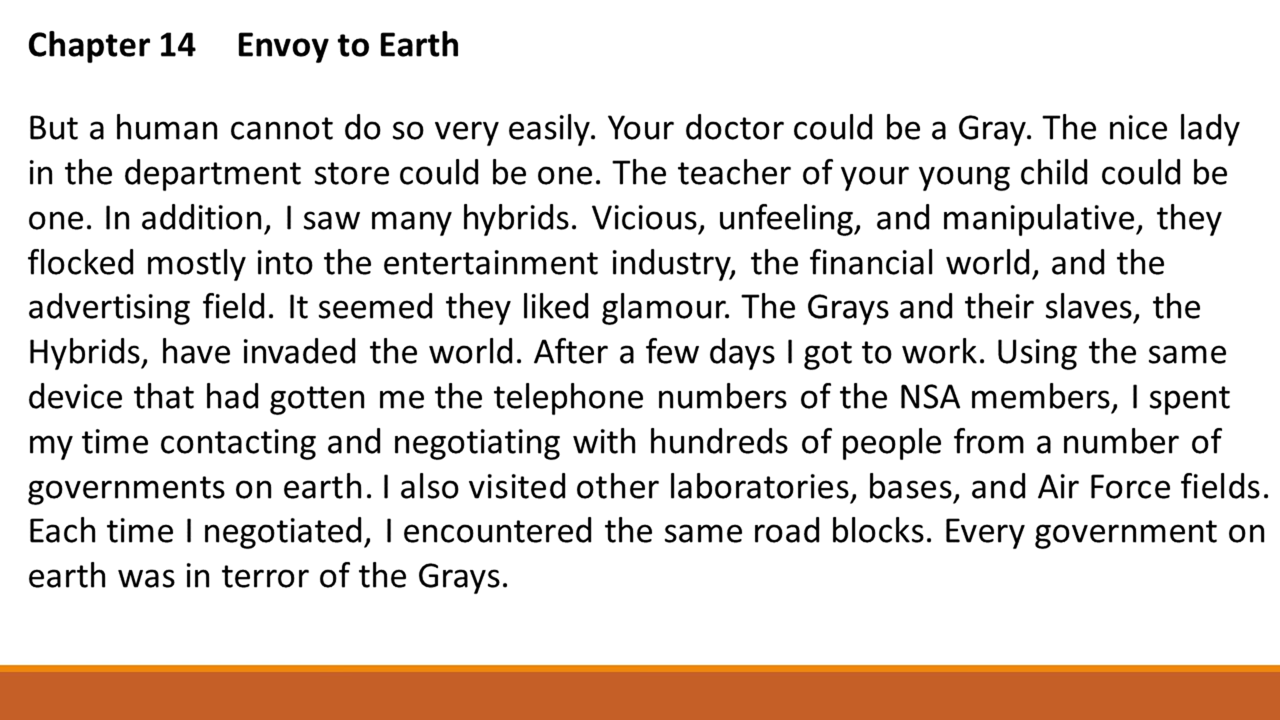 Chapter 14 Envoy to Earth
But a human cannot do so very easily. Your doctor could be a Gray. The nice lady
in the department store could be one. The teacher of your young child could be
one. In addition, I saw many hybrids. Vicious, unfeeling, and manipulative, they
flocked mostly into the entertainment industry, the financial world, and the
advertising field. It seemed they liked glamour. The Grays and their slaves, the
Hybrids, have invaded the world. After a few days I got to work. Using the same
device that had gotten me the telephone numbers of the NSA members, I spent
my time contacting and negotiating with hundreds of people from a number of
governments on earth. I also visited other laboratories, bases, and Air Force fields.
Each time I negotiated, I encountered the same road blocks. Every government on
earth was in terror of the Grays.